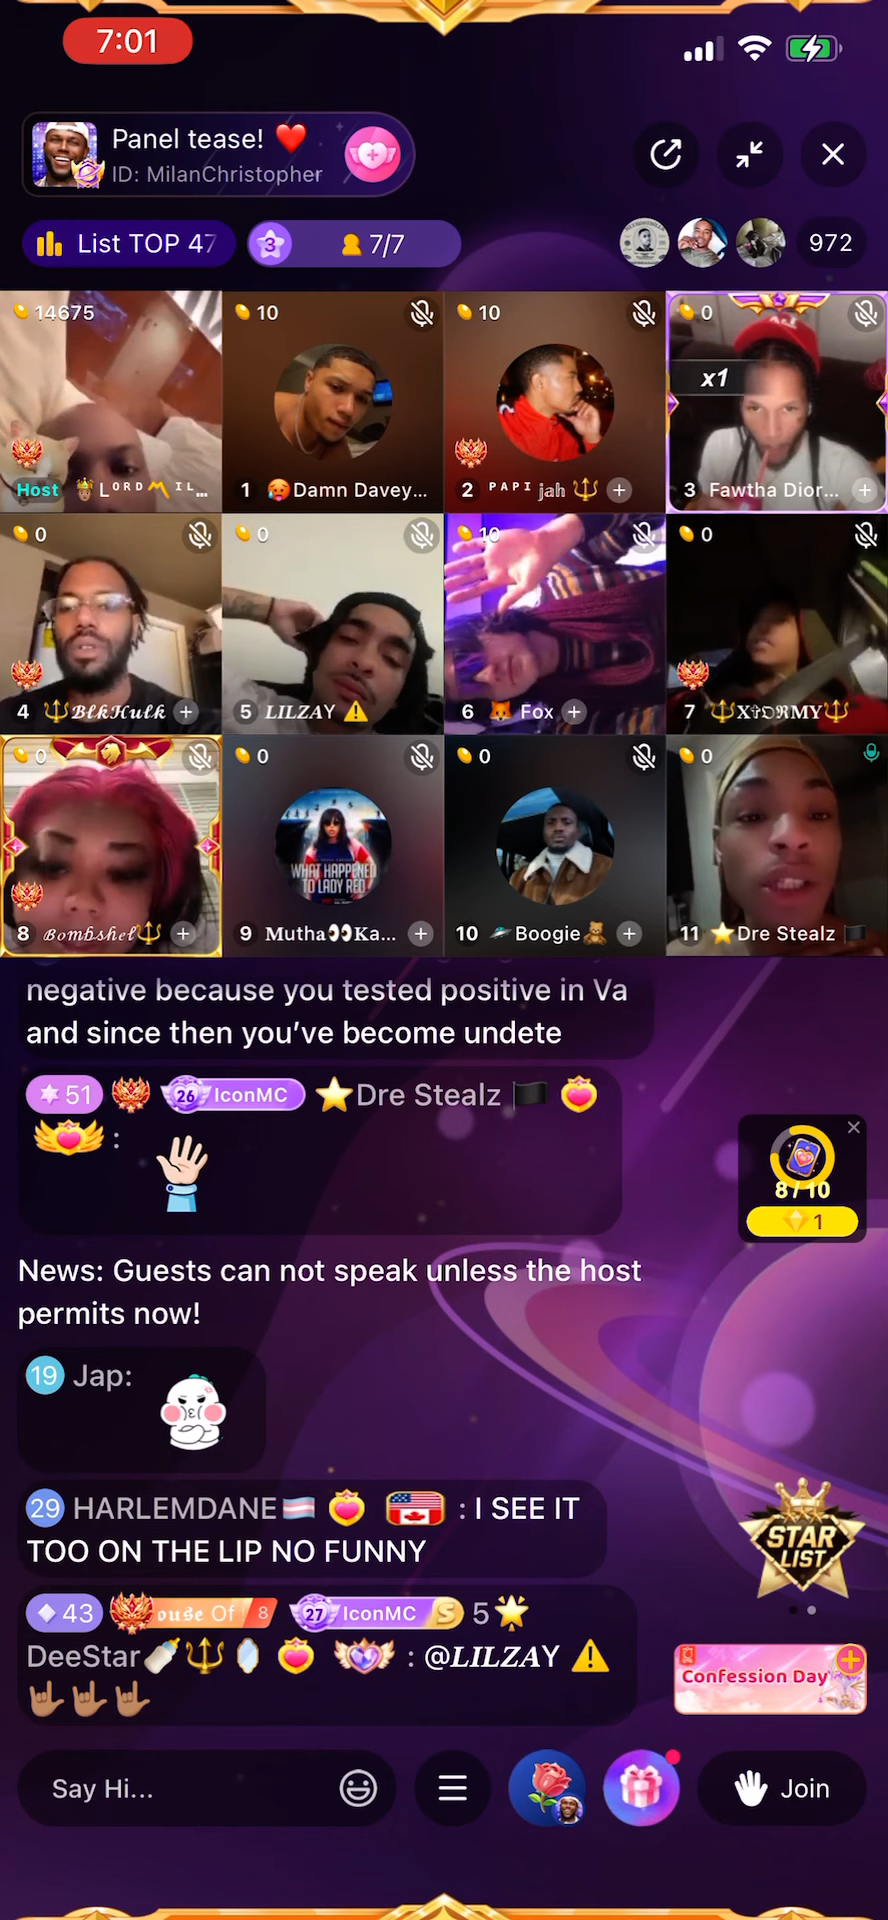 7:01
Panel tease! ❤️
ID: MilanChristopher
List TOP 47
3
7/7
972
14675
10
10
0
x1
Host 🤴🏾Lᴼᴿᴰ〽️ᴵᴸ...
1 🥵Damn Davey...
2 ᴾᴬᴾᴵ 𝕛𝕒𝕙 🔱 +
3 Fawtha Dior... +
0
0
10
0
4 🔱𝓑𝓵𝓴𝓗𝓾𝓵𝓴 +
5 𝑳𝑰𝑳𝒁𝑨Y ⚠️
6 🦊 Fox +
7 🔱X✞𝔒ℜMY🔱
0
0
0
0
WHAT HAPPENED
TO LADY RED
8 𝓑𝓸𝓶𝓫𝓼𝓱𝓮𝓵🔱 +
9 𝐌𝐮𝐭𝐡𝐚👀𝐊𝐚... +
10 🛸Boogie🧸 +
11 ⭐Dre Stealz 🏴
negative because you tested positive in Va
and since then you’ve become undete
51 26 IconMC ⭐Dre Stealz 🏴
:
8/10
1
News: Guests can not speak unless the host
permits now!
19 Jap:
29 HARLEMDANE🏳️‍⚧️ : I SEE IT
TOO ON THE LIP NO FUNNY
STAR
LIST
43 𝖔𝖚𝖘𝖊 Of 8 27 IconMC S 5🌟
DeeStar🍼🔱🪞 : @𝑳𝑰𝑳𝒁𝑨Y ⚠️
🤟🏽🤟🏽🤟🏽
Confession Day
Say Hi...
Join